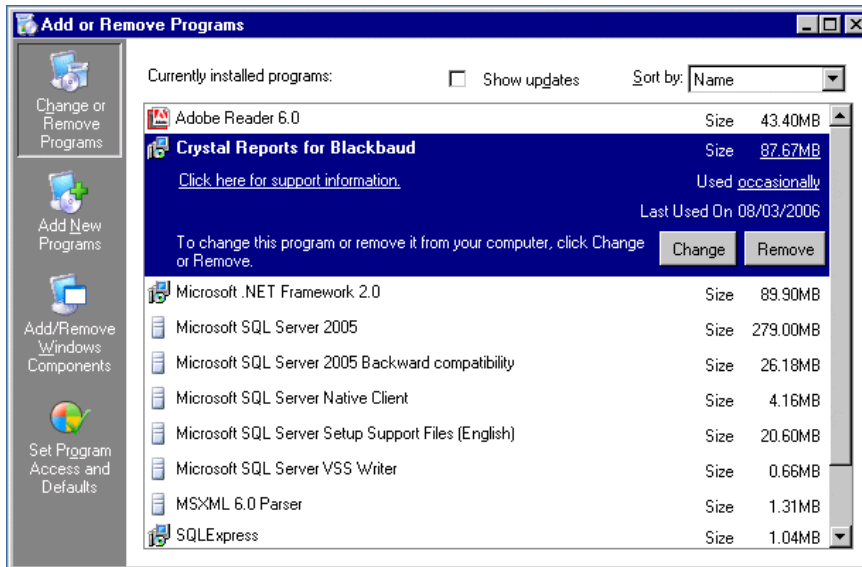 Add or Remove Programs
Change or
Remove
Programs
Add New
Programs
Add/Remove
Windows
Components
Set Program
Access and
Defaults
Currently installed programs: Show updates Sort by: Name
Adobe Reader 6.0 Size 43.40MB
Crystal Reports for Blackbaud Size 87.67MB
Click here for support information. Used occasionally
Last Used On 08/03/2006
To change this program or remove it from your computer, click Change
or Remove.
Change Remove
Microsoft .NET Framework 2.0 Size 89.90MB
Microsoft SQL Server 2005 Size 279.00MB
Microsoft SQL Server 2005 Backward compatibility Size 26.18MB
Microsoft SQL Server Native Client Size 4.16MB
Microsoft SQL Server Setup Support Files (English) Size 20.60MB
Microsoft SQL Server VSS Writer Size 0.66MB
MSXML 6.0 Parser Size 1.31MB
SQLExpress Size 1.04MB